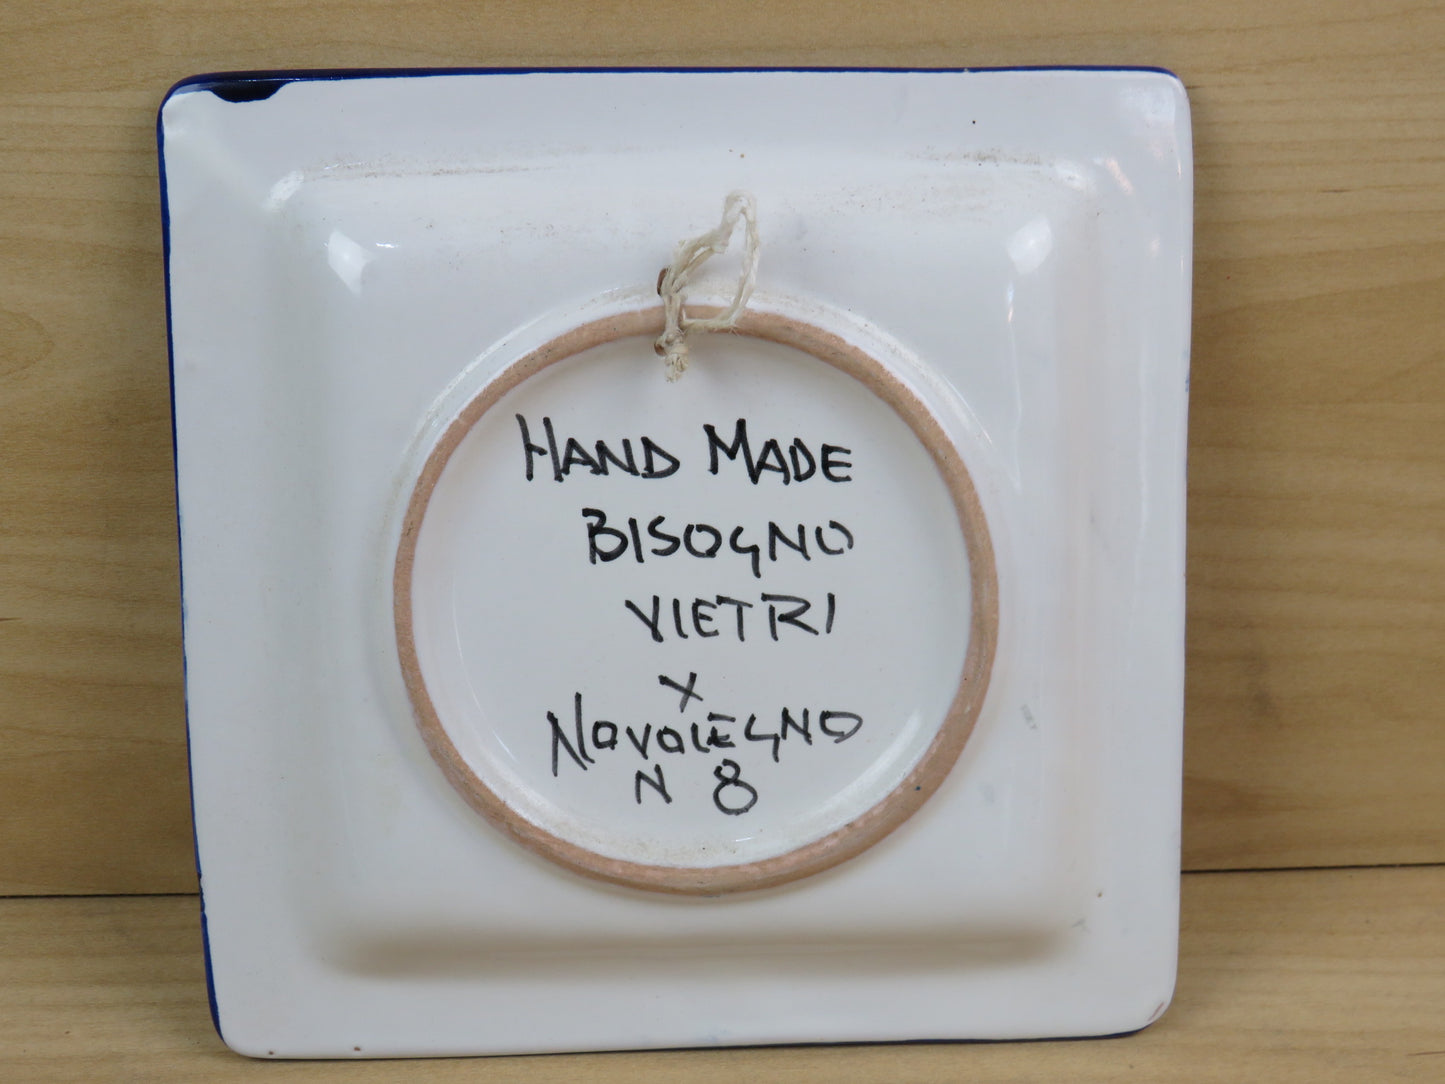 HAND MADE
BISOGNO
VIETRI
X
NOVOLEGNO
N 8